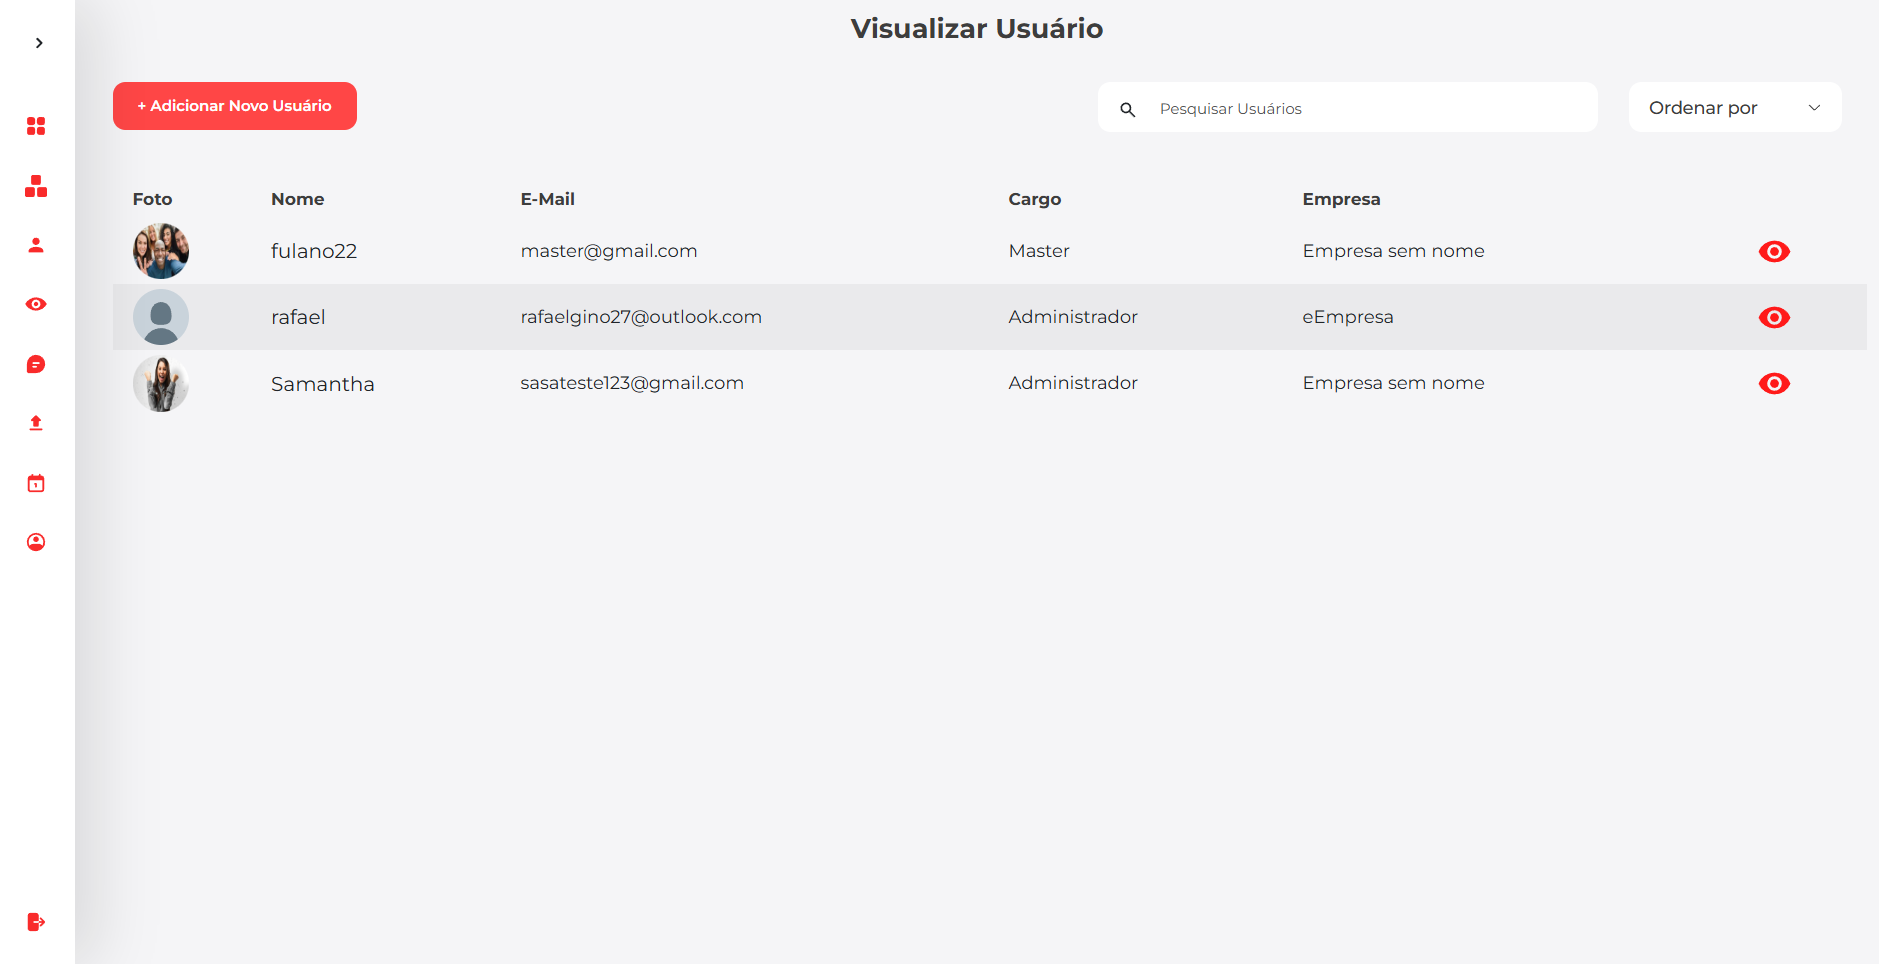 Visualizar Usuário
+ Adicionar Novo Usuário
Pesquisar Usuários
Ordenar por
Foto Nome E-Mail Cargo Empresa
fulano22 master@gmail.com Master Empresa sem nome
rafael rafaelgino27@outlook.com Administrador eEmpresa
Samantha sasateste123@gmail.com Administrador Empresa sem nome